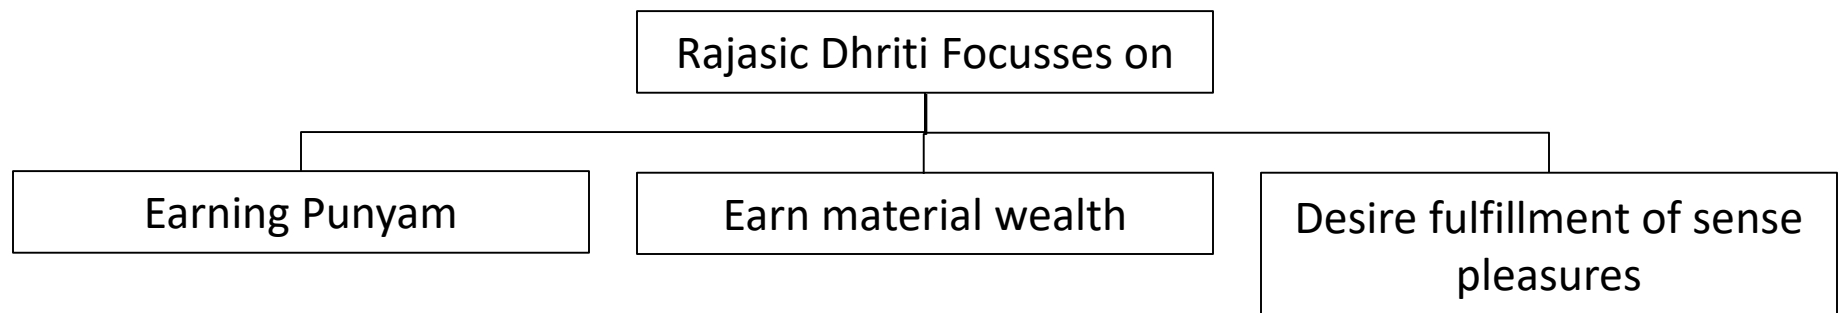 Rajasic Dhriti Focusses on
Earning Punyam
Earn material wealth
Desire fulfillment of sense
pleasures